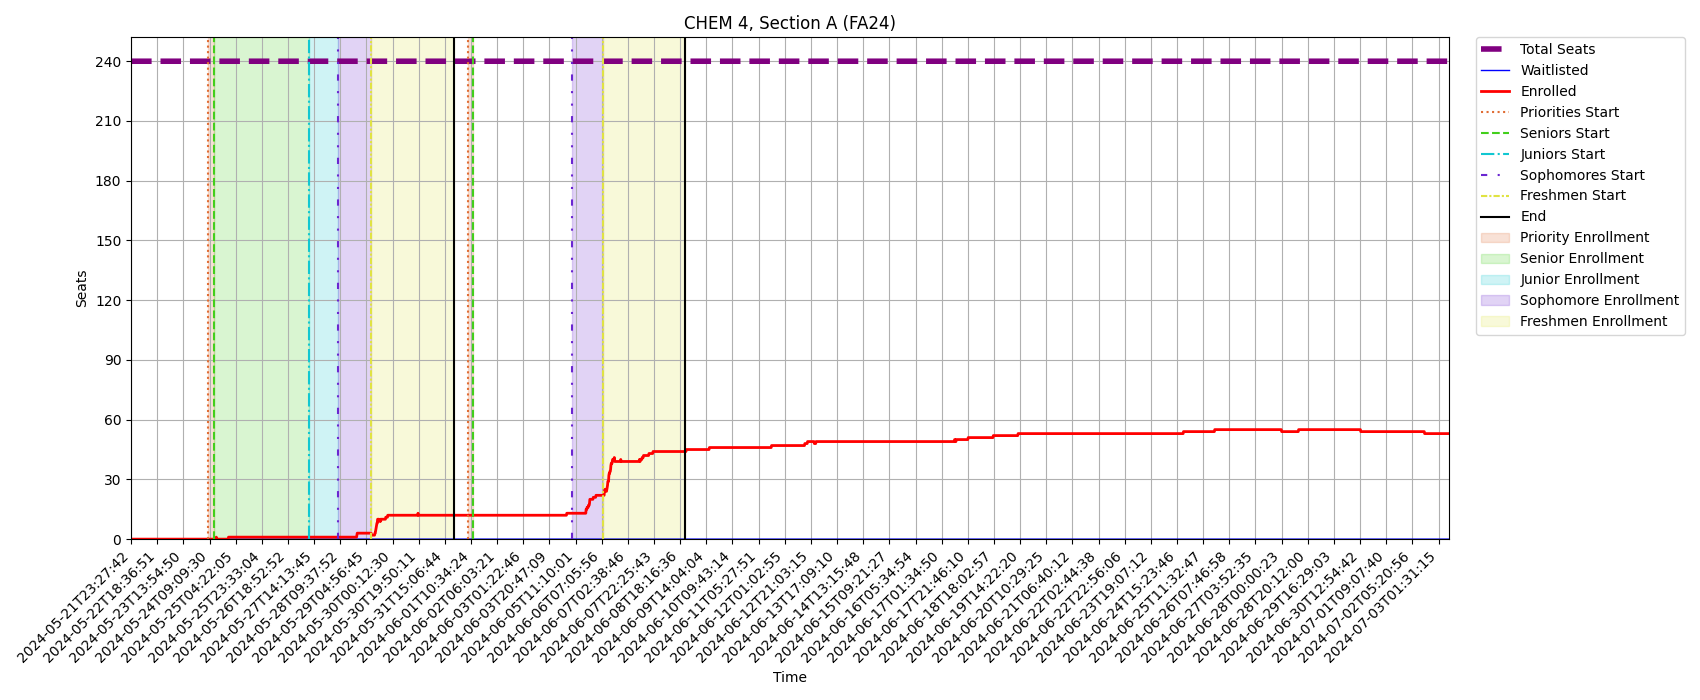 CHEM 4, Section A (FA24)
Seats
240
210
180
150
120
90
60
30
0
2024-05-21T23:27:42
2024-05-22T18:36:51
2024-05-23T13:54:50
2024-05-24T09:09:30
2024-05-25T04:22:05
2024-05-25T23:33:04
2024-05-26T18:52:52
2024-05-27T14:13:45
2024-05-28T09:37:52
2024-05-29T04:56:45
2024-05-30T00:12:30
2024-05-30T19:50:11
2024-05-31T15:06:44
2024-06-01T10:34:24
2024-06-02T06:03:21
2024-06-03T01:22:46
2024-06-03T20:47:09
2024-06-05T11:10:01
2024-06-06T07:05:56
2024-06-07T02:38:46
2024-06-07T22:25:43
2024-06-08T18:16:36
2024-06-09T14:04:04
2024-06-10T09:43:14
2024-06-11T05:27:51
2024-06-12T01:02:55
2024-06-12T21:03:15
2024-06-13T17:09:10
2024-06-14T13:15:48
2024-06-15T09:21:27
2024-06-16T05:34:54
2024-06-17T01:34:50
2024-06-17T21:46:10
2024-06-18T18:02:57
2024-06-19T14:22:20
2024-06-20T10:29:25
2024-06-21T06:40:12
2024-06-22T02:44:38
2024-06-22T22:56:06
2024-06-23T19:07:12
2024-06-24T15:23:46
2024-06-25T11:32:47
2024-06-26T07:46:58
2024-06-27T03:52:35
2024-06-28T00:00:23
2024-06-28T20:12:00
2024-06-29T16:29:03
2024-06-30T12:54:42
2024-07-01T09:07:40
2024-07-02T05:20:56
2024-07-03T01:31:15
Time
Total Seats
Waitlisted
Enrolled
Priorities Start
Seniors Start
Juniors Start
Sophomores Start
Freshmen Start
End
Priority Enrollment
Senior Enrollment
Junior Enrollment
Sophomore Enrollment
Freshmen Enrollment